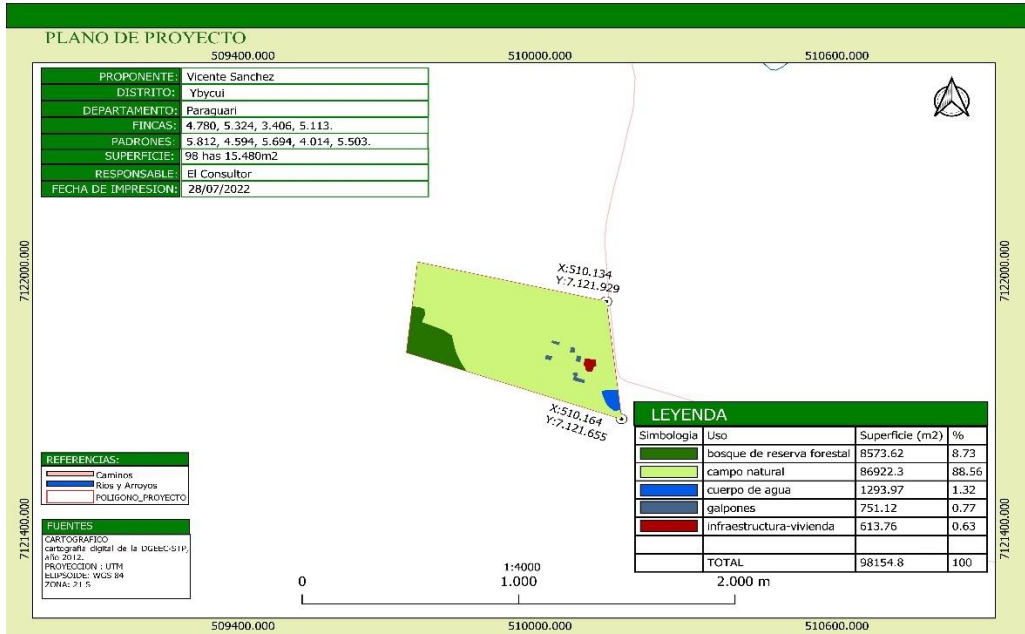 PLANO DE PROYECTO
509400.000 510000.000 510600.000
PROPONENTE: Vicente Sanchez
DISTRITO: Ybycui
DEPARTAMENTO: Paraguari
FINCAS: 4.780, 5.324, 3.406, 5.113.
PADRONES: 5.812, 4.594, 5.694, 4.014, 5.503.
SUPERFICIE: 98 has 15.480m2
RESPONSABLE: El Consultor
FECHA DE IMPRESION: 28/07/2022
7122000.000
7122000.000
X:510.134
Y:7.121.929
X:510.164
Y:7.121.655
LEYENDA
Simbologia Uso Superficie (m2) %
bosque de reserva forestal 8573.62 8.73
campo natural 86922.3 88.56
cuerpo de agua 1293.97 1.32
galpones 751.12 0.77
infraestructura-vivienda 613.76 0.63
TOTAL 98154.8 100
REFERENCIAS:
Caminos
Rios y Arroyos
POLIGONO_PROYECTO
7121400.000
7121400.000
FUENTES
CARTOGRAFICO
cartografia digital de la DGEEC-STP,
año 2012.
PROYECCION : UTM
ELIPSOIDE: WGS 84
ZONA: 21 S
1:4000
0 1.000 2.000 m
509400.000 510000.000 510600.000